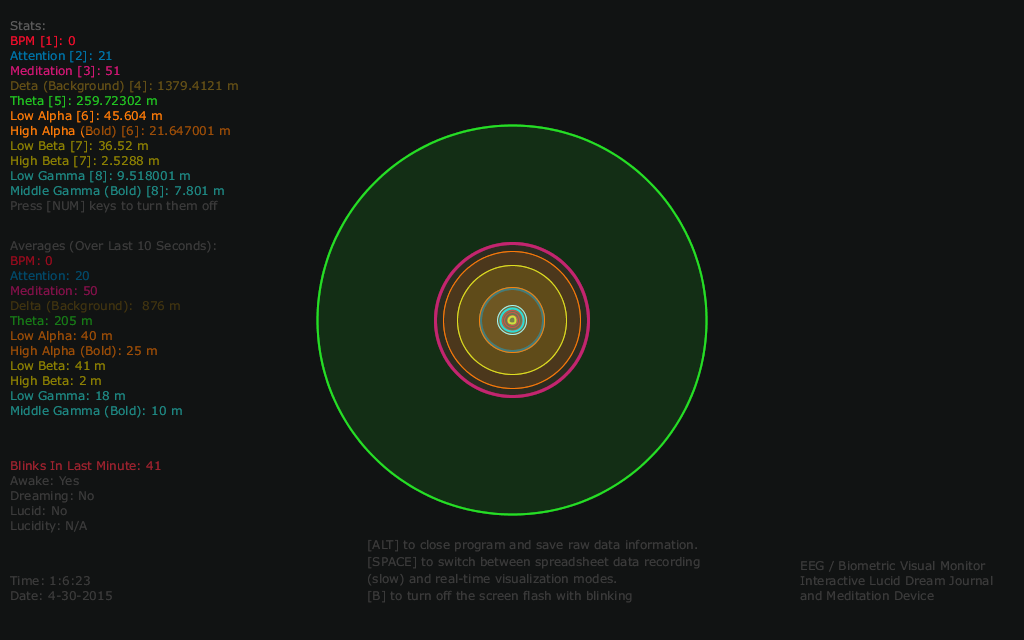 Stats:
BPM [1]: 0
Attention [2]: 21
Meditation [3]: 51
Deta (Background) [4]: 1379.4121 m
Theta [5]: 259.72302 m
Low Alpha [6]: 45.604 m
High Alpha (Bold) [6]: 21.647001 m
Low Beta [7]: 36.52 m
High Beta [7]: 2.5288 m
Low Gamma [8]: 9.518001 m
Middle Gamma (Bold) [8]: 7.801 m
Press [NUM] keys to turn them off
Averages (Over Last 10 Seconds):
BPM: 0
Attention: 20
Meditation: 50
Delta (Background):  876 m
Theta: 205 m
Low Alpha: 40 m
High Alpha (Bold): 25 m
Low Beta: 41 m
High Beta: 2 m
Low Gamma: 18 m
Middle Gamma (Bold): 10 m
Blinks In Last Minute: 41
Awake: Yes
Dreaming: No
Lucid: No
Lucidity: N/A
Time: 1:6:23
Date: 4-30-2015
[ALT] to close program and save raw data information.
[SPACE] to switch between spreadsheet data recording
(slow) and real-time visualization modes.
[B] to turn off the screen flash with blinking
EEG / Biometric Visual Monitor
Interactive Lucid Dream Journal
and Meditation Device